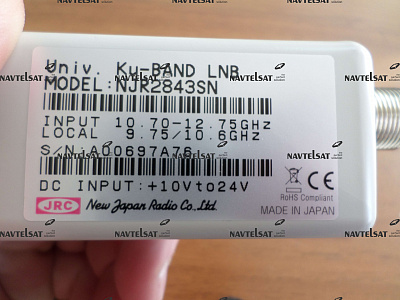 Univ. Ku-BAND LNB
MODEL:NJR2843SN
INPUT 10.70-12.75GHz
LOCAL 9.75/10.6GHz
S/N:A00697A76
DC INPUT:+10Vto24V
CE
RoHS Compliant
JRC New Japan Radio Co.,Ltd. MADE IN JAPAN
NAVTELSAT